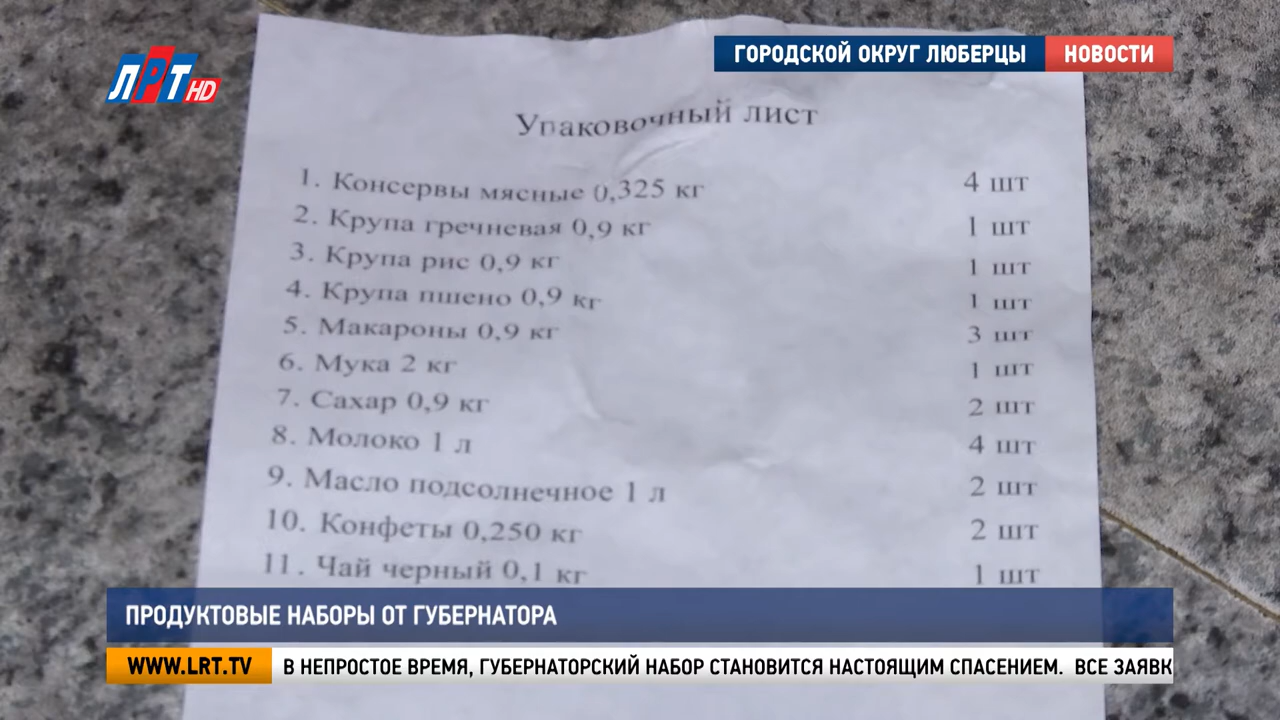 ЛРТ HD
ГОРОДСКОЙ ОКРУГ ЛЮБЕРЦЫ НОВОСТИ
Упаковочный лист
1. Консервы мясные 0,325 кг 4 шт
2. Крупа гречневая 0,9 кг 1 шт
3. Крупа рис 0,9 кг 1 шт
4. Крупа пшено 0,9 кг 1 шт
5. Макароны 0,9 кг 3 шт
6. Мука 2 кг 1 шт
7. Сахар 0,9 кг 2 шт
8. Молоко 1 л 4 шт
9. Масло подсолнечное 1 л 2 шт
10. Конфеты 0,250 кг 2 шт
11. Чай черный 0,1 кг 1 шт
ПРОДУКТОВЫЕ НАБОРЫ ОТ ГУБЕРНАТОРА
WWW.LRT.TV В НЕПРОСТОЕ ВРЕМЯ, ГУБЕРНАТОРСКИЙ НАБОР СТАНОВИТСЯ НАСТОЯЩИМ СПАСЕНИЕМ. ВСЕ ЗАЯВК